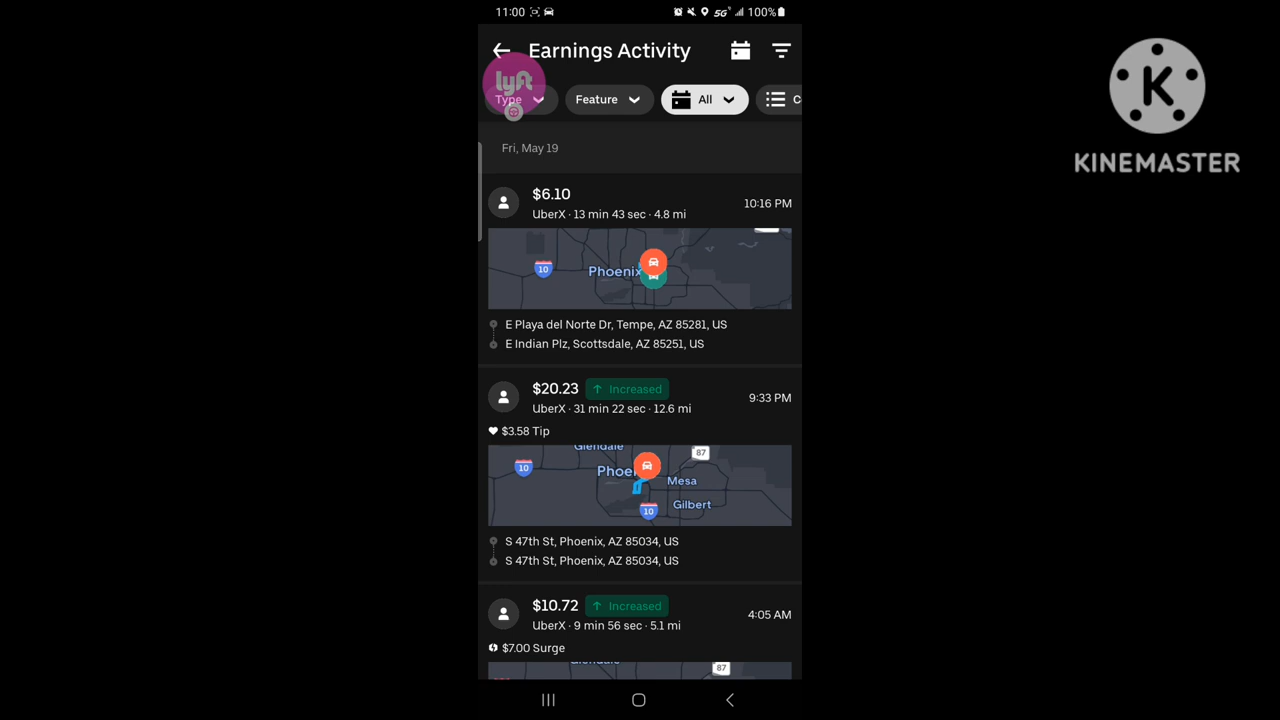 11:00
5G
100%
Earnings Activity
lyft
Type
Feature
All
C
Fri, May 19
$6.10
UberX · 13 min 43 sec · 4.8 mi
10:16 PM
10
Phoenix
E Playa del Norte Dr, Tempe, AZ 85281, US
E Indian Plz, Scottsdale, AZ 85251, US
$20.23
Increased
UberX · 31 min 22 sec · 12.6 mi
9:33 PM
$3.58 Tip
Glendale
87
10
Phoe
Mesa
Gilbert
10
S 47th St, Phoenix, AZ 85034, US
S 47th St, Phoenix, AZ 85034, US
$10.72
Increased
UberX · 9 min 56 sec · 5.1 mi
4:05 AM
$7.00 Surge
Glendale
87
K
KINEMASTER